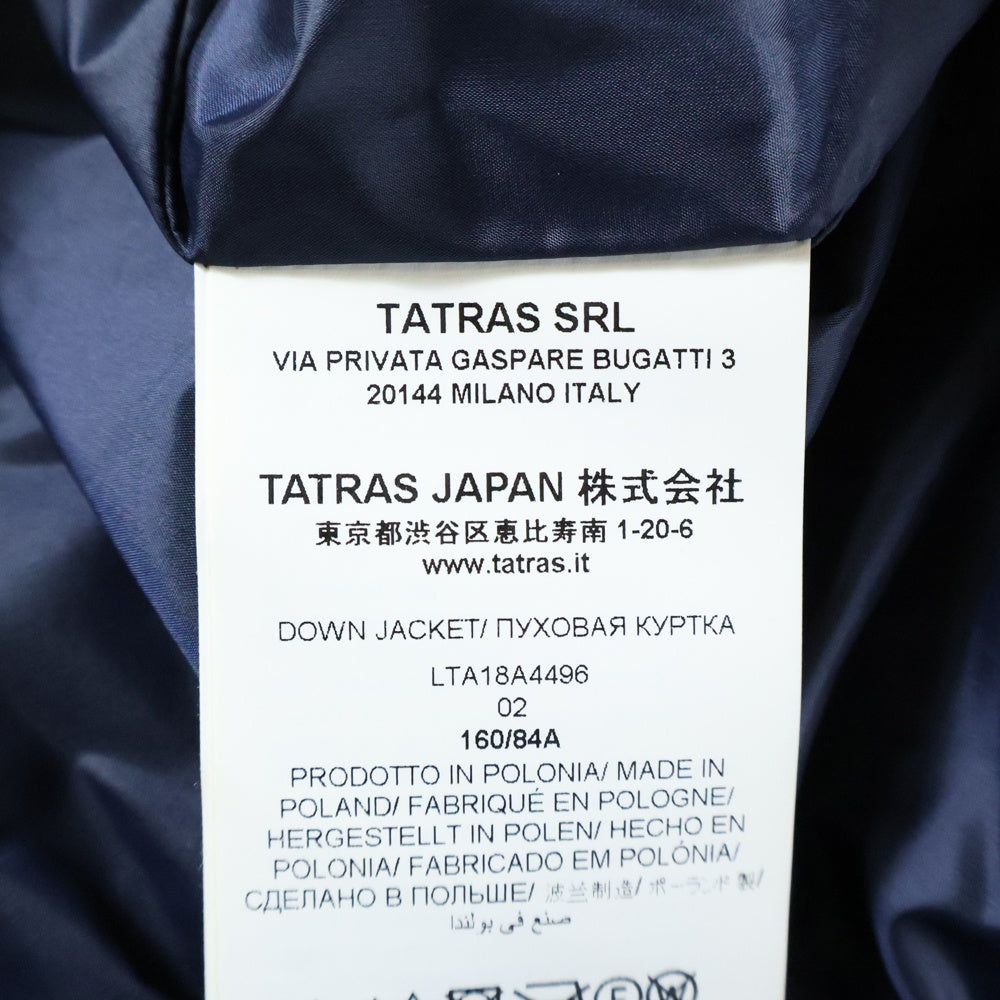 TATRAS SRL
VIA PRIVATA GASPARE BUGATTI 3
20144 MILANO ITALY
TATRAS JAPAN 株式会社
東京都渋谷区恵比寿南 1-20-6
www.tatras.it
DOWN JACKET/ ПУХОВАЯ КУРТКА
LTA18A4496
02
160/84A
PRODOTTO IN POLONIA/ MADE IN
POLAND/ FABRIQUÉ EN POLOGNE/
HERGESTELLT IN POLEN/ HECHO EN
POLONIA/ FABRICADO EM POLÓNIA/
СДЕЛАНО В ПОЛЬШЕ/ 波兰制造/ ポーランド製/
صنع في بولندا